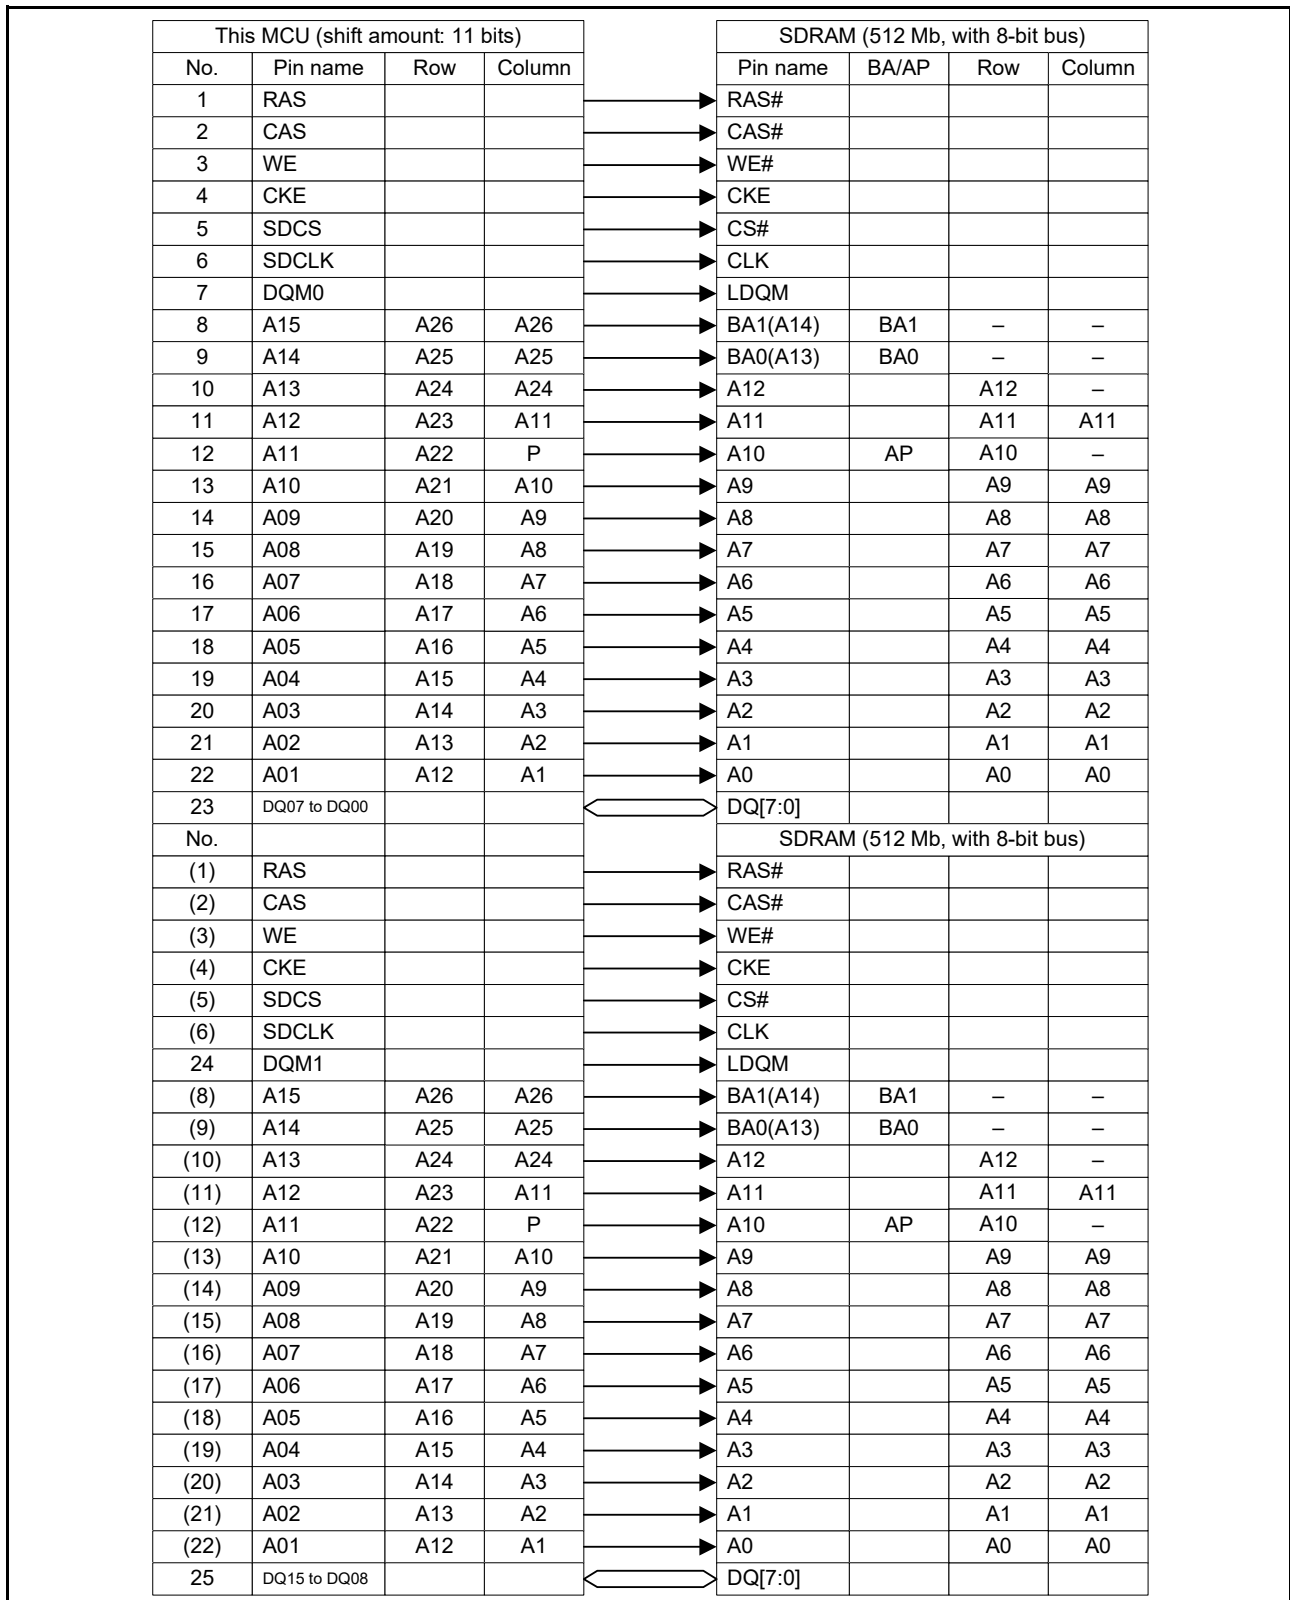 This MCU (shift amount: 11 bits) SDRAM (512 Mb, with 8-bit bus)
No. Pin name Row Column Pin name BA/AP Row Column
1 RAS RAS#
2 CAS CAS#
3 WE WE#
4 CKE CKE
5 SDCS CS#
6 SDCLK CLK
7 DQM0 LDQM
8 A15 A26 A26 BA1(A14) BA1 – –
9 A14 A25 A25 BA0(A13) BA0 – –
10 A13 A24 A24 A12 A12 –
11 A12 A23 A11 A11 A11 A11
12 A11 A22 P A10 AP A10 –
13 A10 A21 A10 A9 A9 A9
14 A09 A20 A9 A8 A8 A8
15 A08 A19 A8 A7 A7 A7
16 A07 A18 A7 A6 A6 A6
17 A06 A17 A6 A5 A5 A5
18 A05 A16 A5 A4 A4 A4
19 A04 A15 A4 A3 A3 A3
20 A03 A14 A3 A2 A2 A2
21 A02 A13 A2 A1 A1 A1
22 A01 A12 A1 A0 A0 A0
23 DQ07 to DQ00 DQ[7:0]
No. SDRAM (512 Mb, with 8-bit bus)
(1) RAS RAS#
(2) CAS CAS#
(3) WE WE#
(4) CKE CKE
(5) SDCS CS#
(6) SDCLK CLK
24 DQM1 LDQM
(8) A15 A26 A26 BA1(A14) BA1 – –
(9) A14 A25 A25 BA0(A13) BA0 – –
(10) A13 A24 A24 A12 A12 –
(11) A12 A23 A11 A11 A11 A11
(12) A11 A22 P A10 AP A10 –
(13) A10 A21 A10 A9 A9 A9
(14) A09 A20 A9 A8 A8 A8
(15) A08 A19 A8 A7 A7 A7
(16) A07 A18 A7 A6 A6 A6
(17) A06 A17 A6 A5 A5 A5
(18) A05 A16 A5 A4 A4 A4
(19) A04 A15 A4 A3 A3 A3
(20) A03 A14 A3 A2 A2 A2
(21) A02 A13 A2 A1 A1 A1
(22) A01 A12 A1 A0 A0 A0
25 DQ15 to DQ08 DQ[7:0]